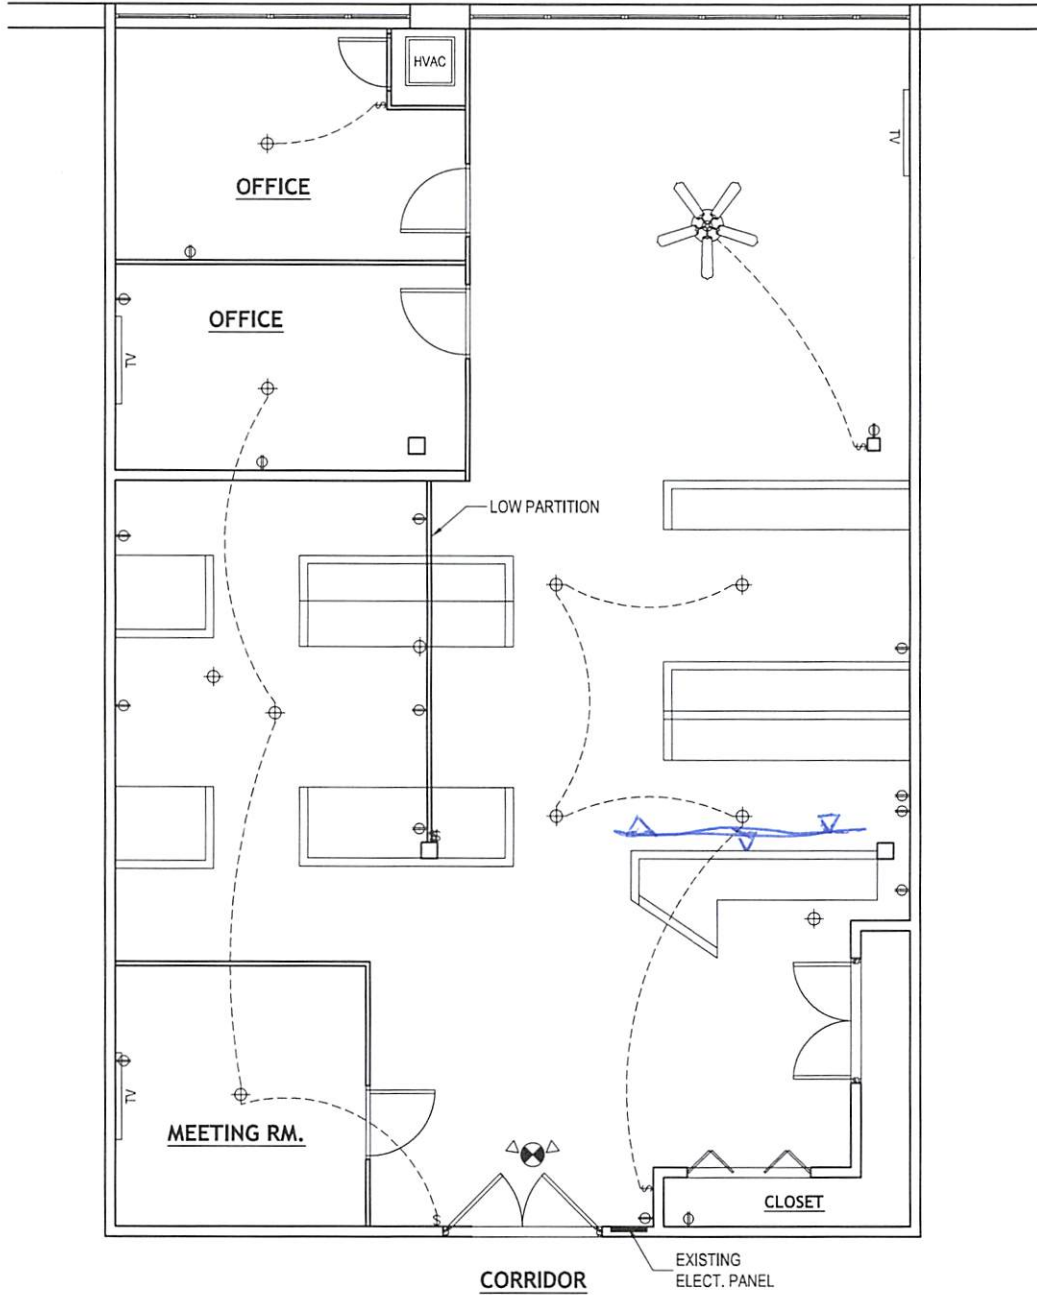 HVAC
TV
OFFICE
OFFICE
TV
LOW PARTITION
TV
MEETING RM.
CLOSET
EXISTING
ELECT. PANEL
CORRIDOR